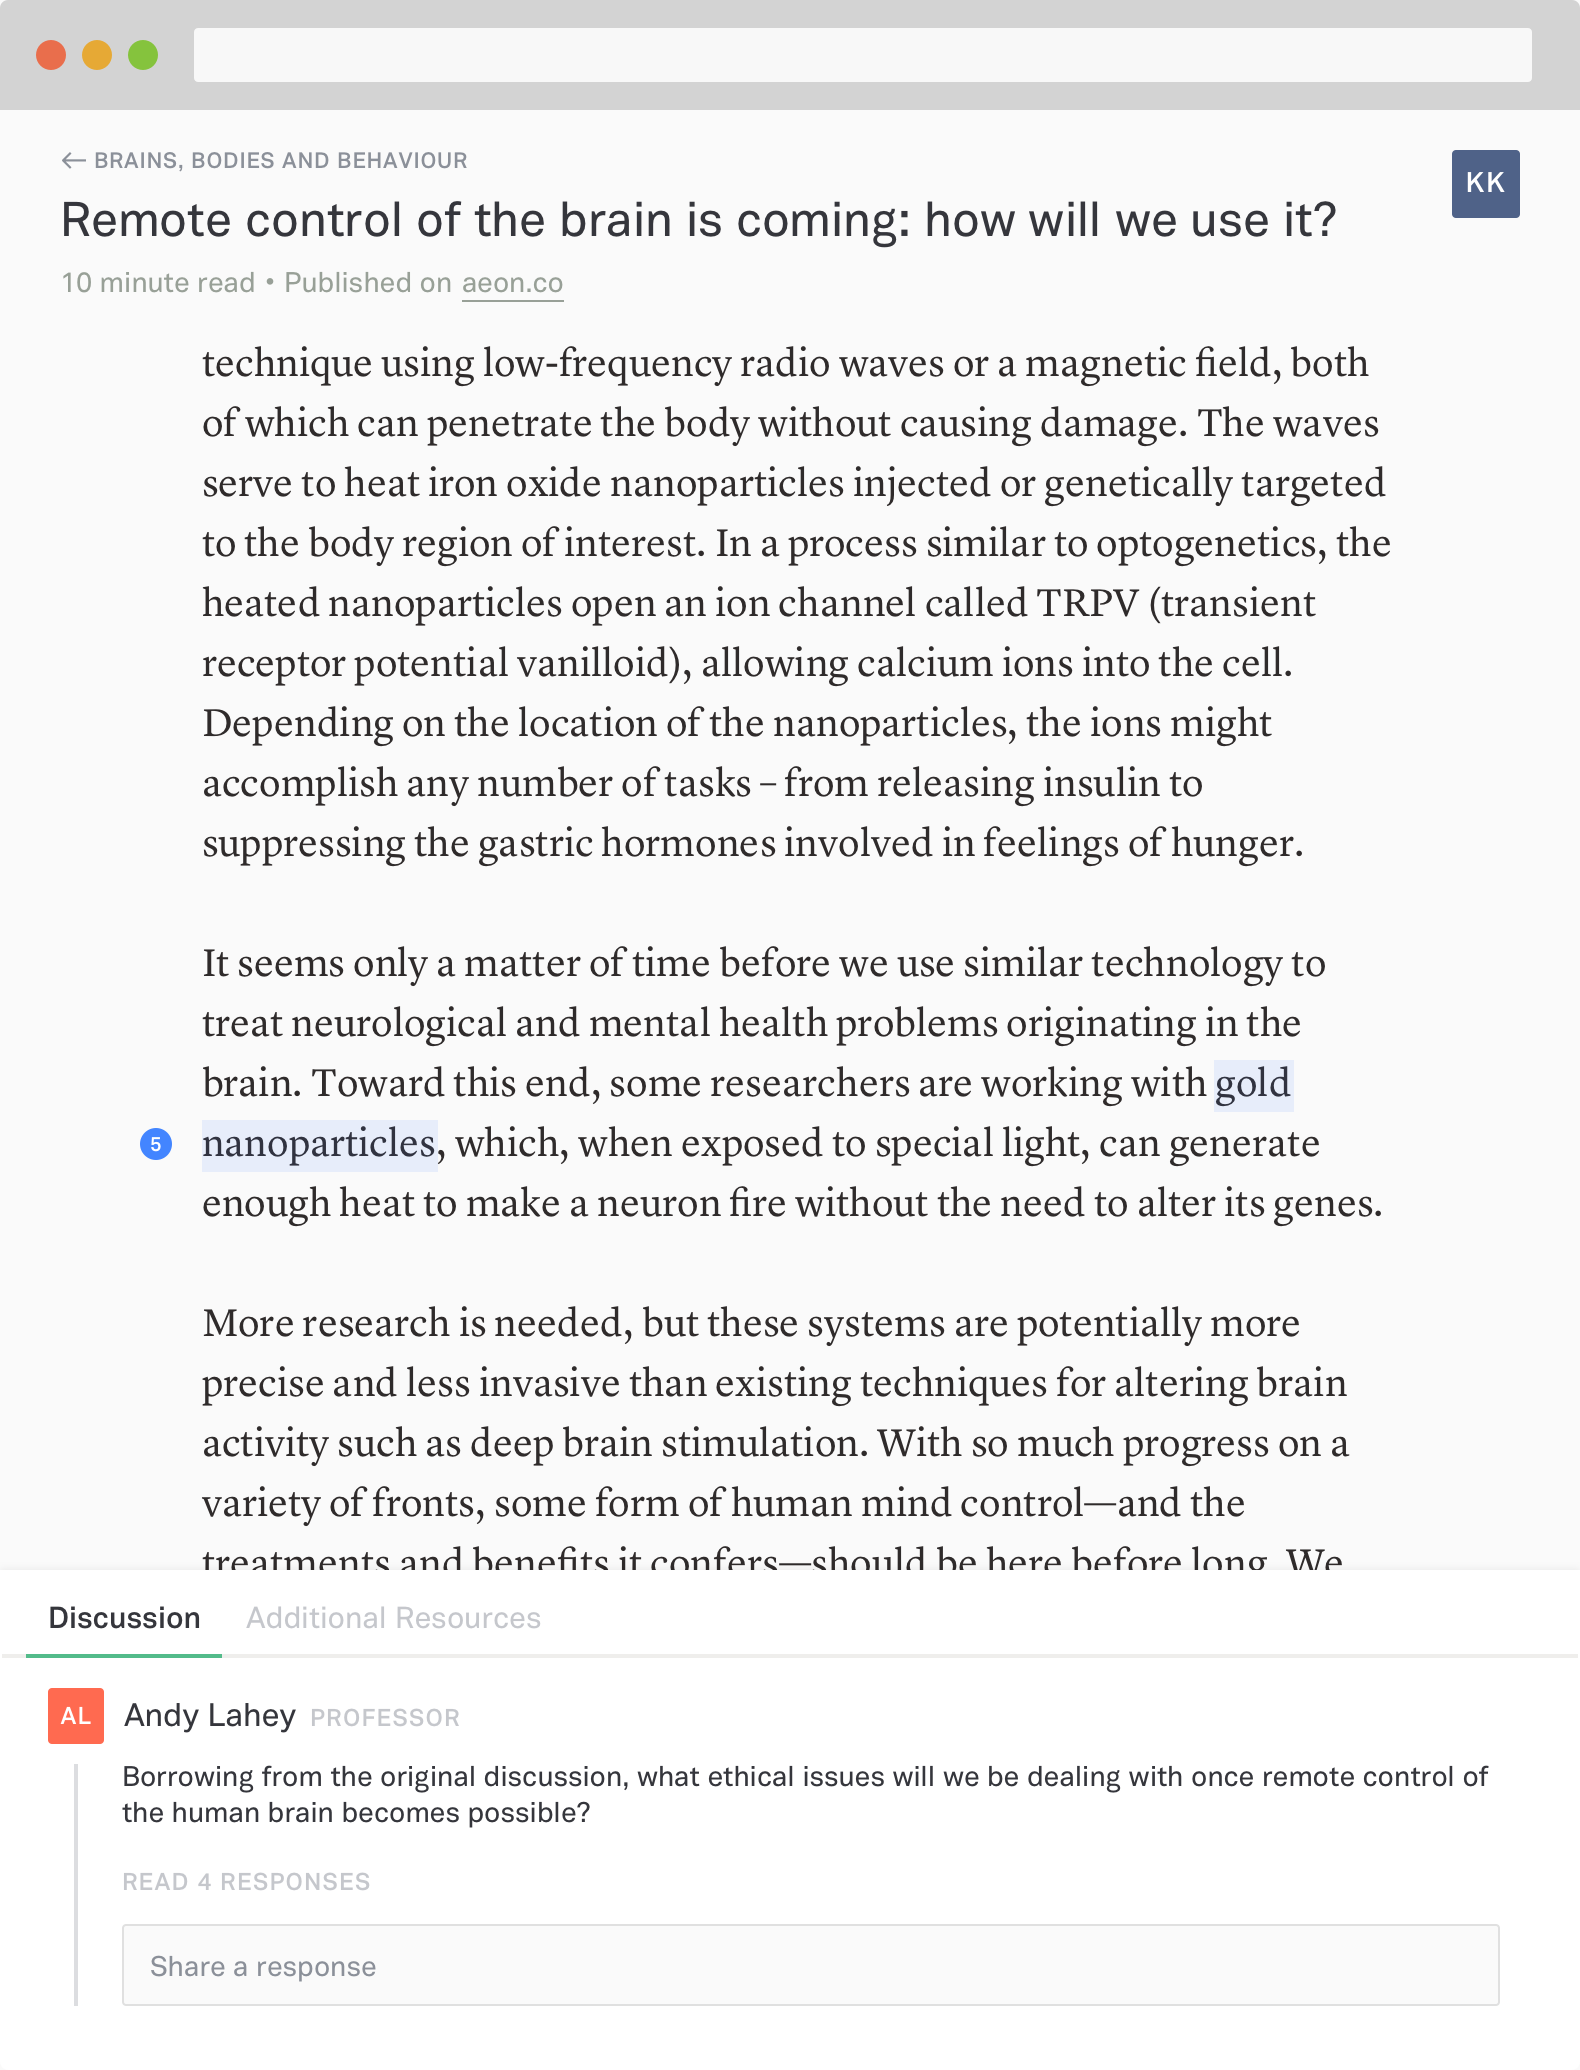 ← BRAINS, BODIES AND BEHAVIOUR
KK
Remote control of the brain is coming: how will we use it?
10 minute read • Published on aeon.co
technique using low-frequency radio waves or a magnetic field, both
of which can penetrate the body without causing damage. The waves
serve to heat iron oxide nanoparticles injected or genetically targeted
to the body region of interest. In a process similar to optogenetics, the
heated nanoparticles open an ion channel called TRPV (transient
receptor potential vanilloid), allowing calcium ions into the cell.
Depending on the location of the nanoparticles, the ions might
accomplish any number of tasks – from releasing insulin to
suppressing the gastric hormones involved in feelings of hunger.
It seems only a matter of time before we use similar technology to
treat neurological and mental health problems originating in the
brain. Toward this end, some researchers are working with gold
5 nanoparticles, which, when exposed to special light, can generate
enough heat to make a neuron fire without the need to alter its genes.
More research is needed, but these systems are potentially more
precise and less invasive than existing techniques for altering brain
activity such as deep brain stimulation. With so much progress on a
variety of fronts, some form of human mind control—and the
treatments and benefits it confers—should be here before long. We
Discussion Additional Resources
AL Andy Lahey PROFESSOR
Borrowing from the original discussion, what ethical issues will we be dealing with once remote control of
the human brain becomes possible?
READ 4 RESPONSES
Share a response